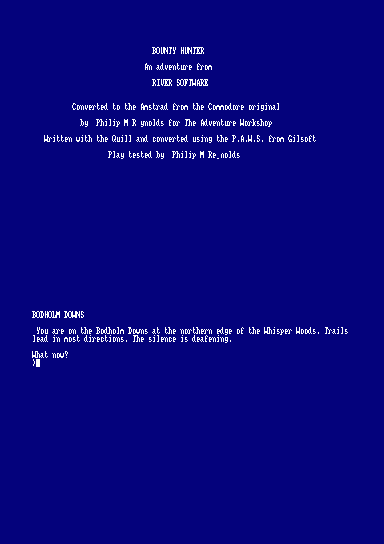 BOUNTY HUNTER
An adventure from
RIVER SOFTWARE
Converted to the Amstrad from the Commodore original
by Philip M R ynolds for The Adventure Workshop
Written with the Quill and converted using the P.A.W.S. from Gilsoft
Play tested by Philip M Re_nolds
BODHOLM DOWNS
You are on the Bodholm Downs at the northern edge of the Whisper Woods. Trails
lead in most directions. The silence is deafening.
What now?
>